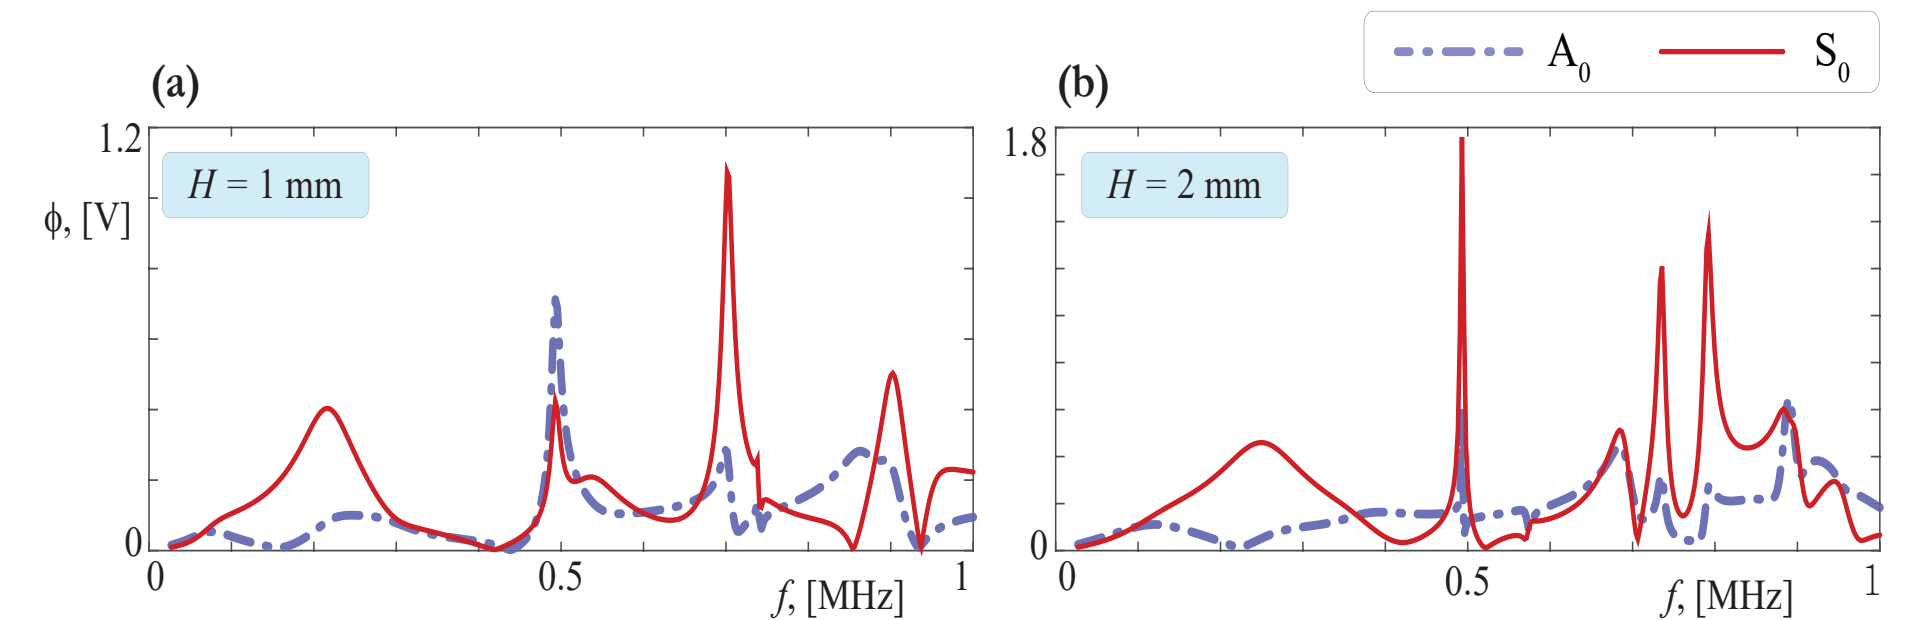 A₀ S₀
(a) (b)
1.2 1.8
H = 1 mm H = 2 mm
ϕ, [V]
0 0
0 0.5 1 0 0.5 1
f, [MHz] f, [MHz]